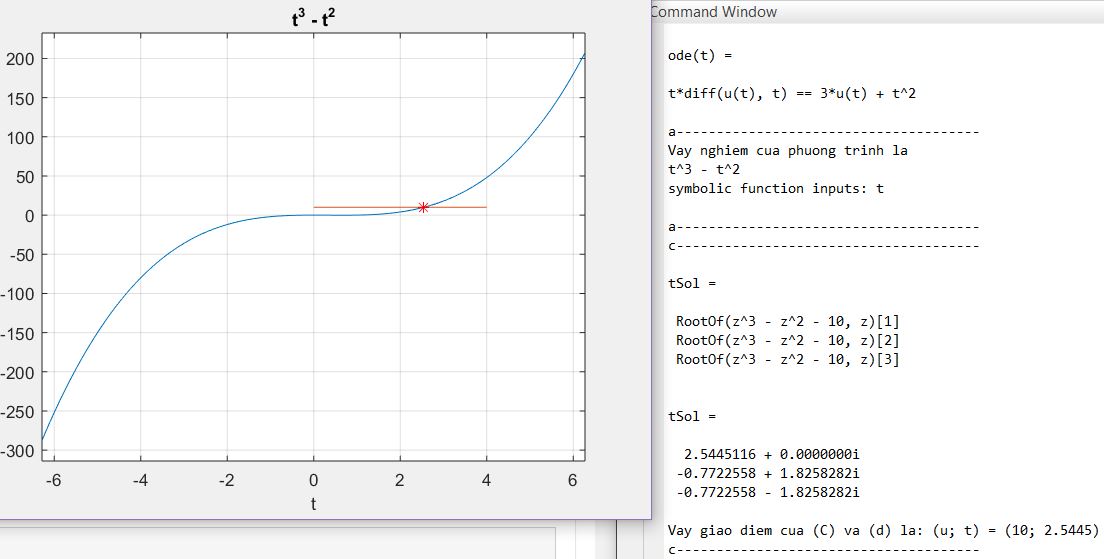 t³ - t²
200
150
100
50
0
-50
-100
-150
-200
-250
-300
-6
-4
-2
0
2
4
6
t
Command Window
ode(t) =
t*diff(u(t), t) == 3*u(t) + t^2
a--------------------------------------
Vay nghiem cua phuong trinh la
t^3 - t^2
symbolic function inputs: t
a--------------------------------------
c--------------------------------------
tSol =
RootOf(z^3 - z^2 - 10, z)[1]
RootOf(z^3 - z^2 - 10, z)[2]
RootOf(z^3 - z^2 - 10, z)[3]
tSol =
2.5445116 + 0.0000000i
-0.7722558 + 1.8258282i
-0.7722558 - 1.8258282i
Vay giao diem cua (C) va (d) la: (u; t) = (10; 2.5445)
c--------------------------------------